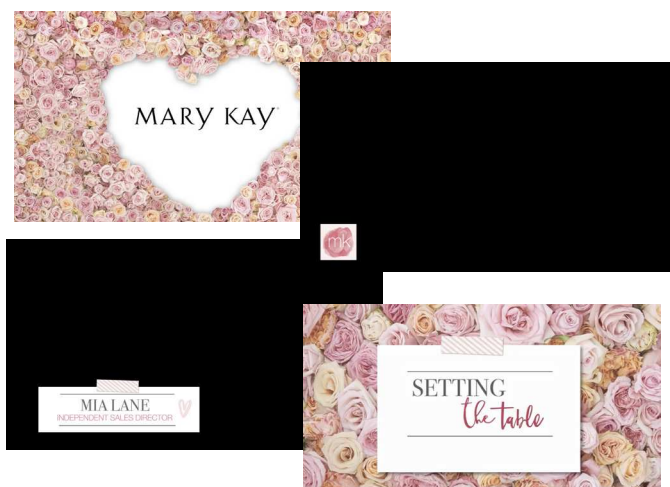 MARY KAY
mk
MIA LANE
INDEPENDENT SALES DIRECTOR
SETTING
the table